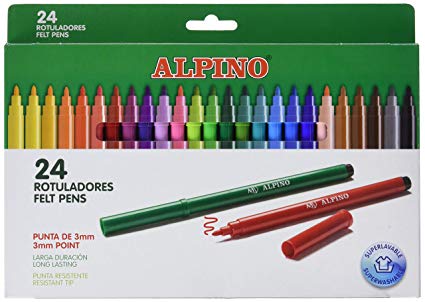 24
ROTULADORES
FELT PENS
ALPINO
24
ROTULADORES
FELT PENS
PUNTA DE 3mm
3mm POINT
LARGA DURACIÓN
LONG LASTING
PUNTA RESISTENTE
RESISTANT TIP
ALPINO
ALPINO
SUPERLAVABLE
SUPERWASHABLE